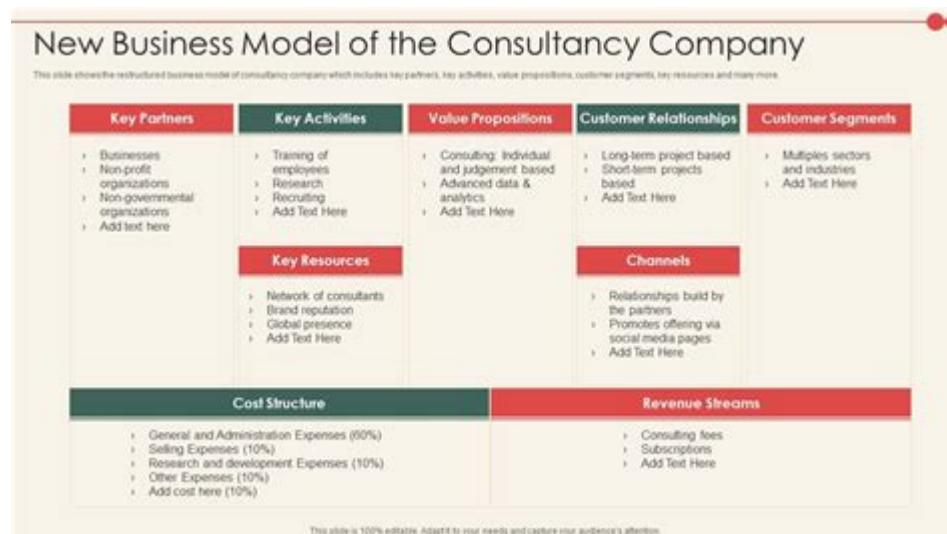 New Business Model of the Consultancy Company
This slide shows the restructured business model of consultancy company which includes key partners, key activities, value propositions, customer segments, key resources and many more.
Key Partners
› Businesses
› Non-profit
organizations
› Non-governmental
organizations
› Add text here
Key Activities
› Training of
employees
› Research
› Recruiting
› Add Text Here
Key Resources
› Network of consultants
› Brand reputation
› Global presence
› Add Text Here
Value Propositions
› Consulting: Individual
and judgement based
› Advanced data &
analytics
› Add Text Here
Customer Relationships
› Long-term project based
› Short-term projects
based
› Add Text Here
Channels
› Relationships build by
the partners
› Promotes offering via
social media pages
› Add Text Here
Customer Segments
› Multiples sectors
and industries
› Add Text Here
Cost Structure
› General and Administration Expenses (60%)
› Selling Expenses (10%)
› Research and development Expenses (10%)
› Other Expenses (10%)
› Add cost here (10%)
Revenue Streams
› Consulting fees
› Subscriptions
› Add Text Here
This slide is 100% editable. Adapt it to your needs and capture your audience's attention.